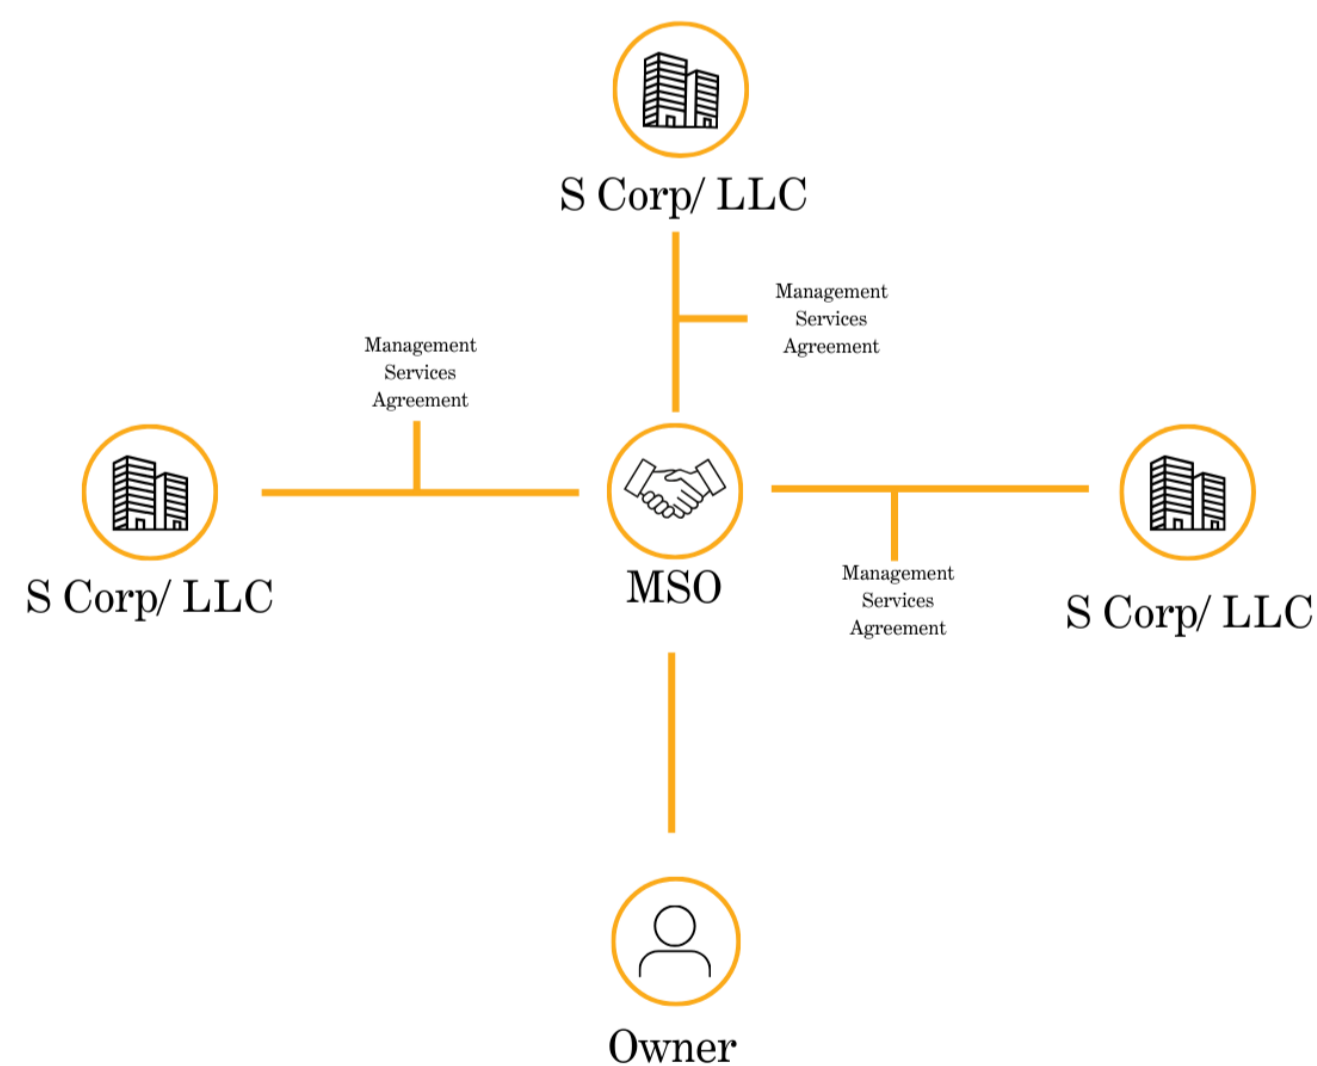 S Corp/ LLC
Management
Services
Agreement
Management
Services
Agreement
S Corp/ LLC
MSO
Management
Services
Agreement
S Corp/ LLC
Owner